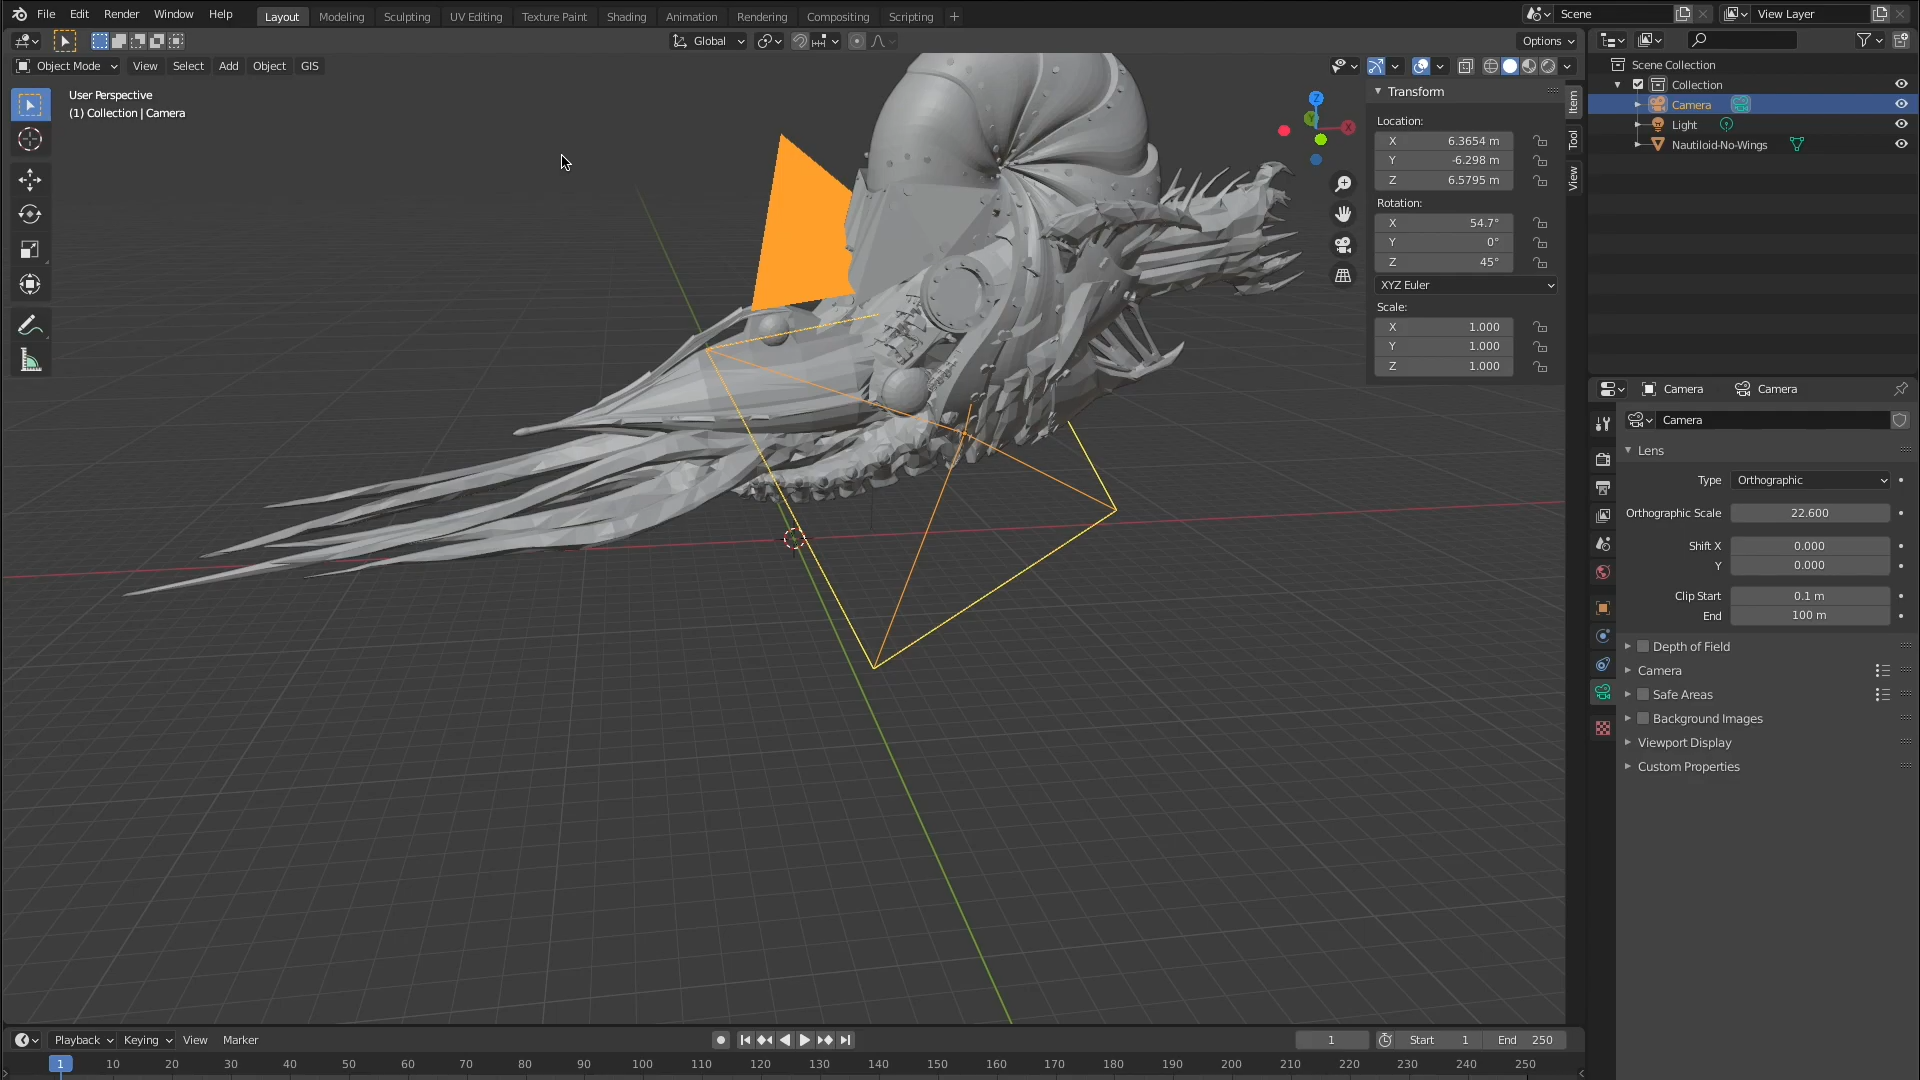 File Edit Render Window Help Layout Modeling Sculpting UV Editing Texture Paint Shading Animation Rendering Compositing Scripting + Scene View Layer
Global Options
Object Mode View Select Add Object GIS
User Perspective
(1) Collection | Camera
Z
Y
X
Transform
Location:
X 6.3654 m
Y -6.298 m
Z 6.5795 m
Rotation:
X 54.7°
Y 0°
Z 45°
XYZ Euler
Scale:
X 1.000
Y 1.000
Z 1.000
Item
Tool
View
Scene Collection
Collection
Camera
Light
Nautiloid-No-Wings
Camera Camera
Camera
Lens
Type Orthographic
Orthographic Scale 22.600
Shift X 0.000
Y 0.000
Clip Start 0.1 m
End 100 m
Depth of Field
Camera
Safe Areas
Background Images
Viewport Display
Custom Properties
Playback Keying View Marker 1 Start 1 End 250
1 10 20 30 40 50 60 70 80 90 100 110 120 130 140 150 160 170 180 190 200 210 220 230 240 250